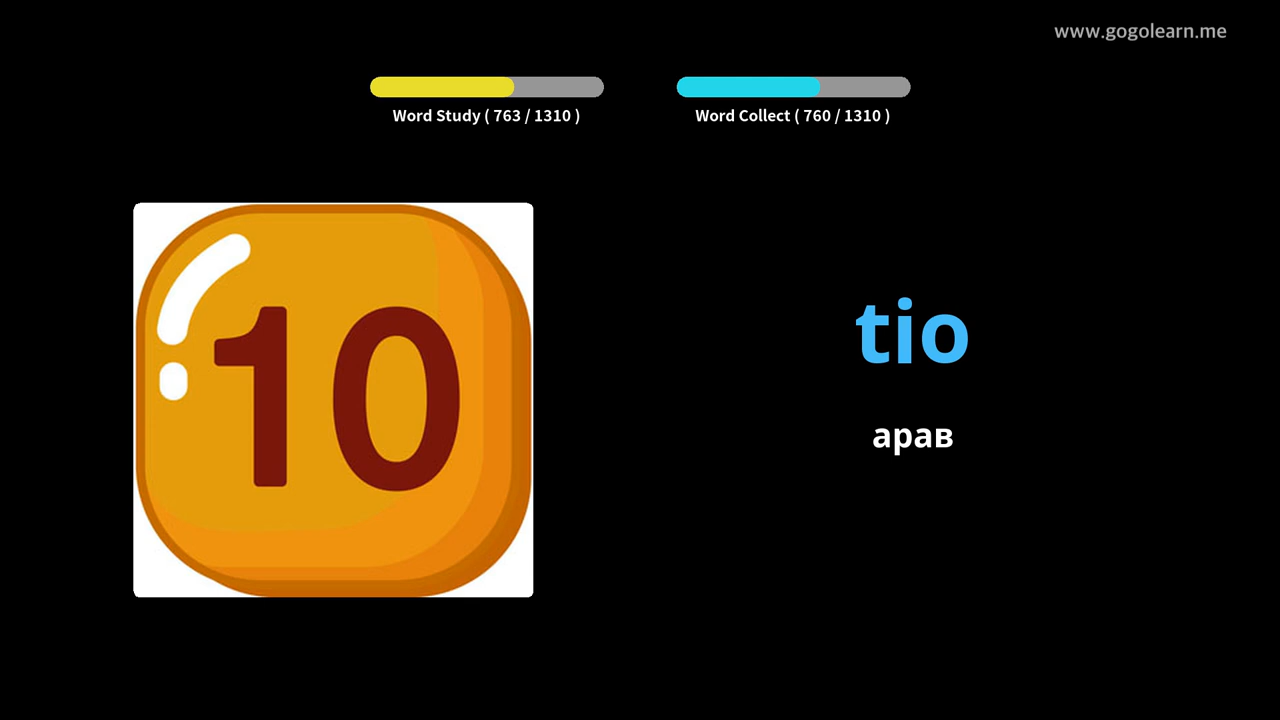 www.gogolearn.me
Word Study ( 763 / 1310 )
Word Collect ( 760 / 1310 )
10
tio
арав